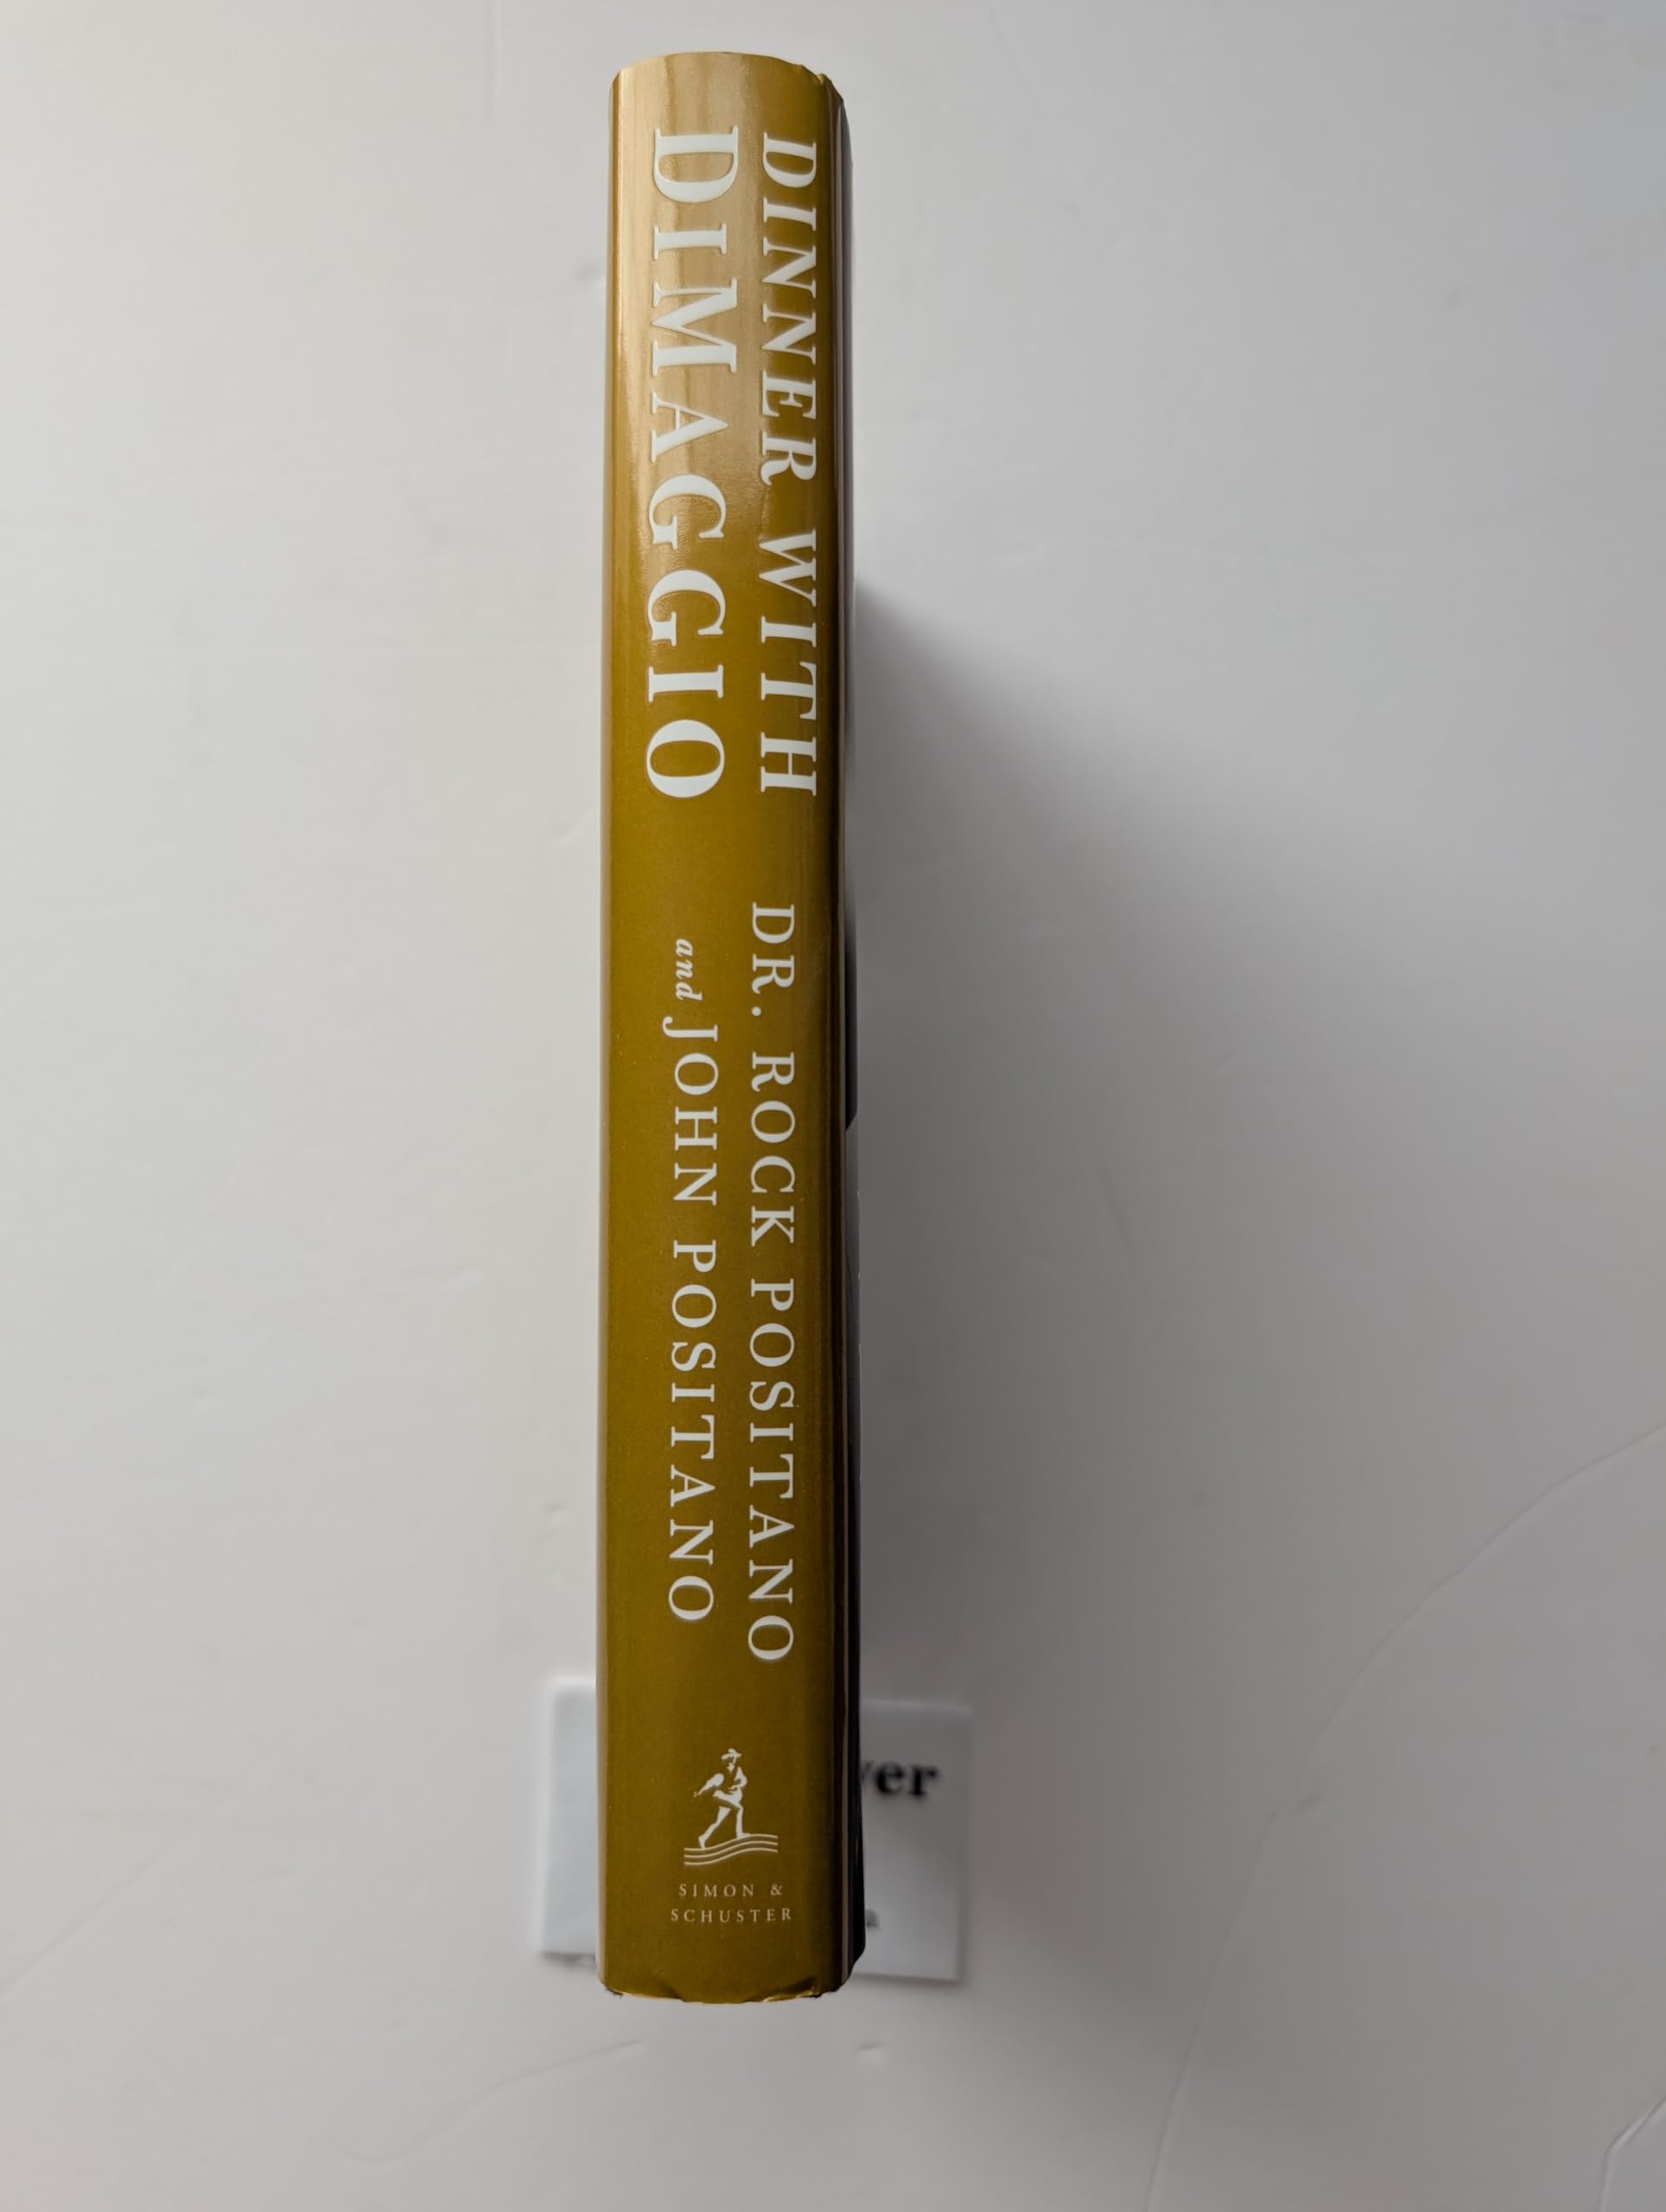 DINNER WITH
DIMAGGIO
DR. ROCK POSITANO
and JOHN POSITANO
SIMON &
SCHUSTER